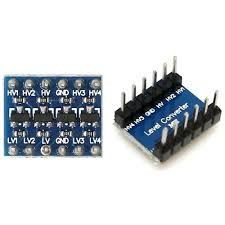 HV1 HV2 HV GND HV3 HV4
LV1 LV2 LV GND LV3 LV4
HV4 HV3 GND HV HV2 HV1
Level Converter